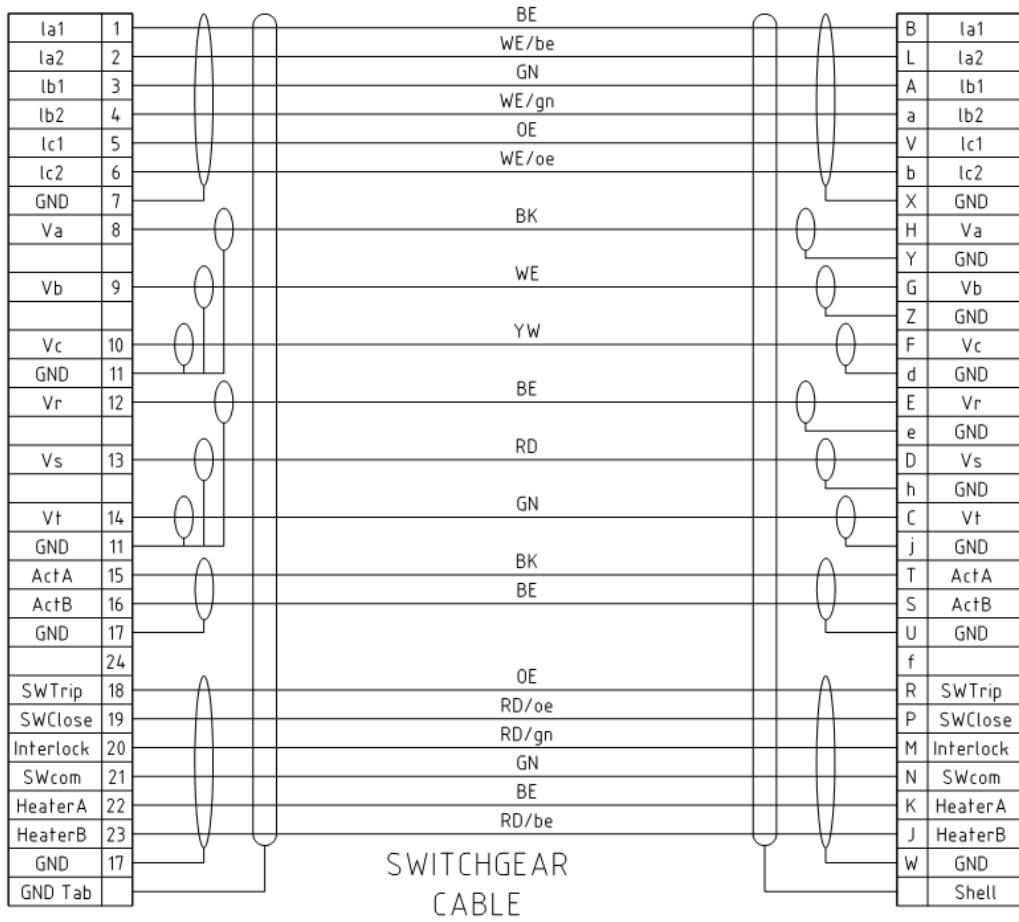 Ia1 1 BE B Ia1
Ia2 2 WE/be L Ia2
Ib1 3 GN A Ib1
Ib2 4 WE/gn a Ib2
Ic1 5 OE V Ic1
Ic2 6 WE/oe b Ic2
GND 7 X GND
Va 8 BK H Va
Y GND
Vb 9 WE G Vb
Z GND
Vc 10 YW F Vc
GND 11 d GND
Vr 12 BE E Vr
e GND
Vs 13 RD D Vs
h GND
Vt 14 GN C Vt
GND 11 j GND
ActA 15 BK T ActA
ActB 16 BE S ActB
GND 17 U GND
24 f
SWTrip 18 OE R SWTrip
SWClose 19 RD/oe P SWClose
Interlock 20 RD/gn M Interlock
SWcom 21 GN N SWcom
HeaterA 22 BE K HeaterA
HeaterB 23 RD/be J HeaterB
GND 17 W GND
GND Tab Shell
SWITCHGEAR
CABLE